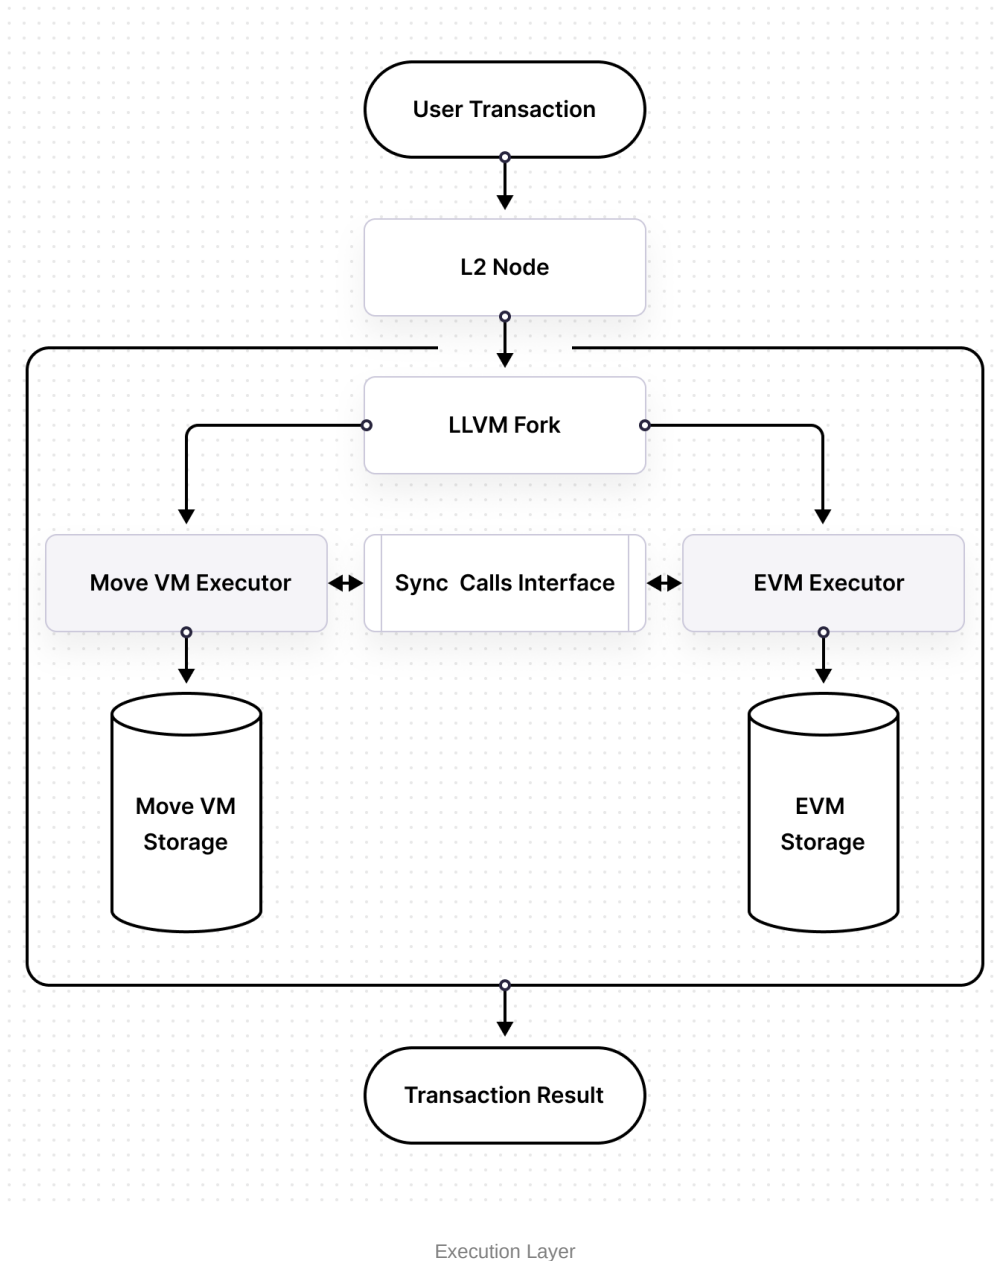 User Transaction
L2 Node
LLVM Fork
Move VM Executor
Sync  Calls Interface
EVM Executor
Move VM
Storage
EVM
Storage
Transaction Result
Execution Layer